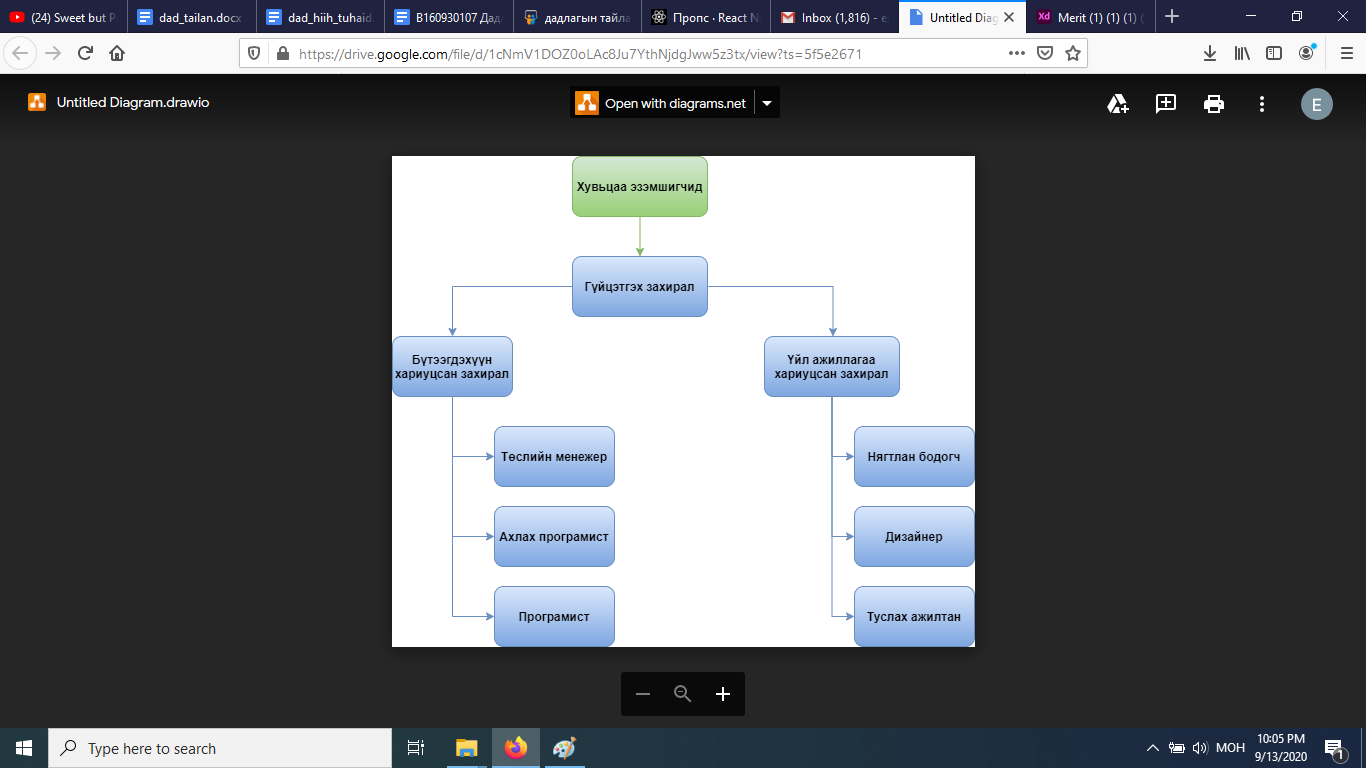 (24) Sweet but P
dad_tailan.docx
dad_hiih_tuhaid
B160930107 Дада
дадлагын тайла
Пропс · React N
Inbox (1,816) - e
Untitled Diag
Merit (1) (1) (1) (
https://drive.google.com/file/d/1cNmV1DOZ0oLAc8Ju7YthNjdgJww5z3tx/view?ts=5f5e2671
Untitled Diagram.drawio
Open with diagrams.net
E
Хувьцаа эзэмшигчид
Гүйцэтгэх захирал
Бүтээгдэхүүн
хариуцсан захирал
Үйл ажиллагаа
хариуцсан захирал
Төслийн менежер
Нягтлан бодогч
Ахлах програмист
Дизайнер
Програмист
Туслах ажилтан
Type here to search
МОН
10:05 PM
9/13/2020
1